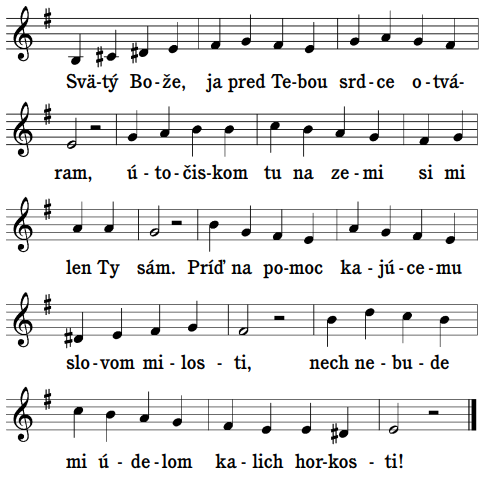 Svä-tý Bo-že, ja pred Te-bou srd-ce o-tvá-
ram, ú-to-čis-kom tu na ze-mi si mi
len Ty sám. Príď na po-moc ka-jú-ce-mu
slo-vom mi-los-ti, nech ne-bu-de
mi ú-de-lom ka-lich hor-kos-ti!